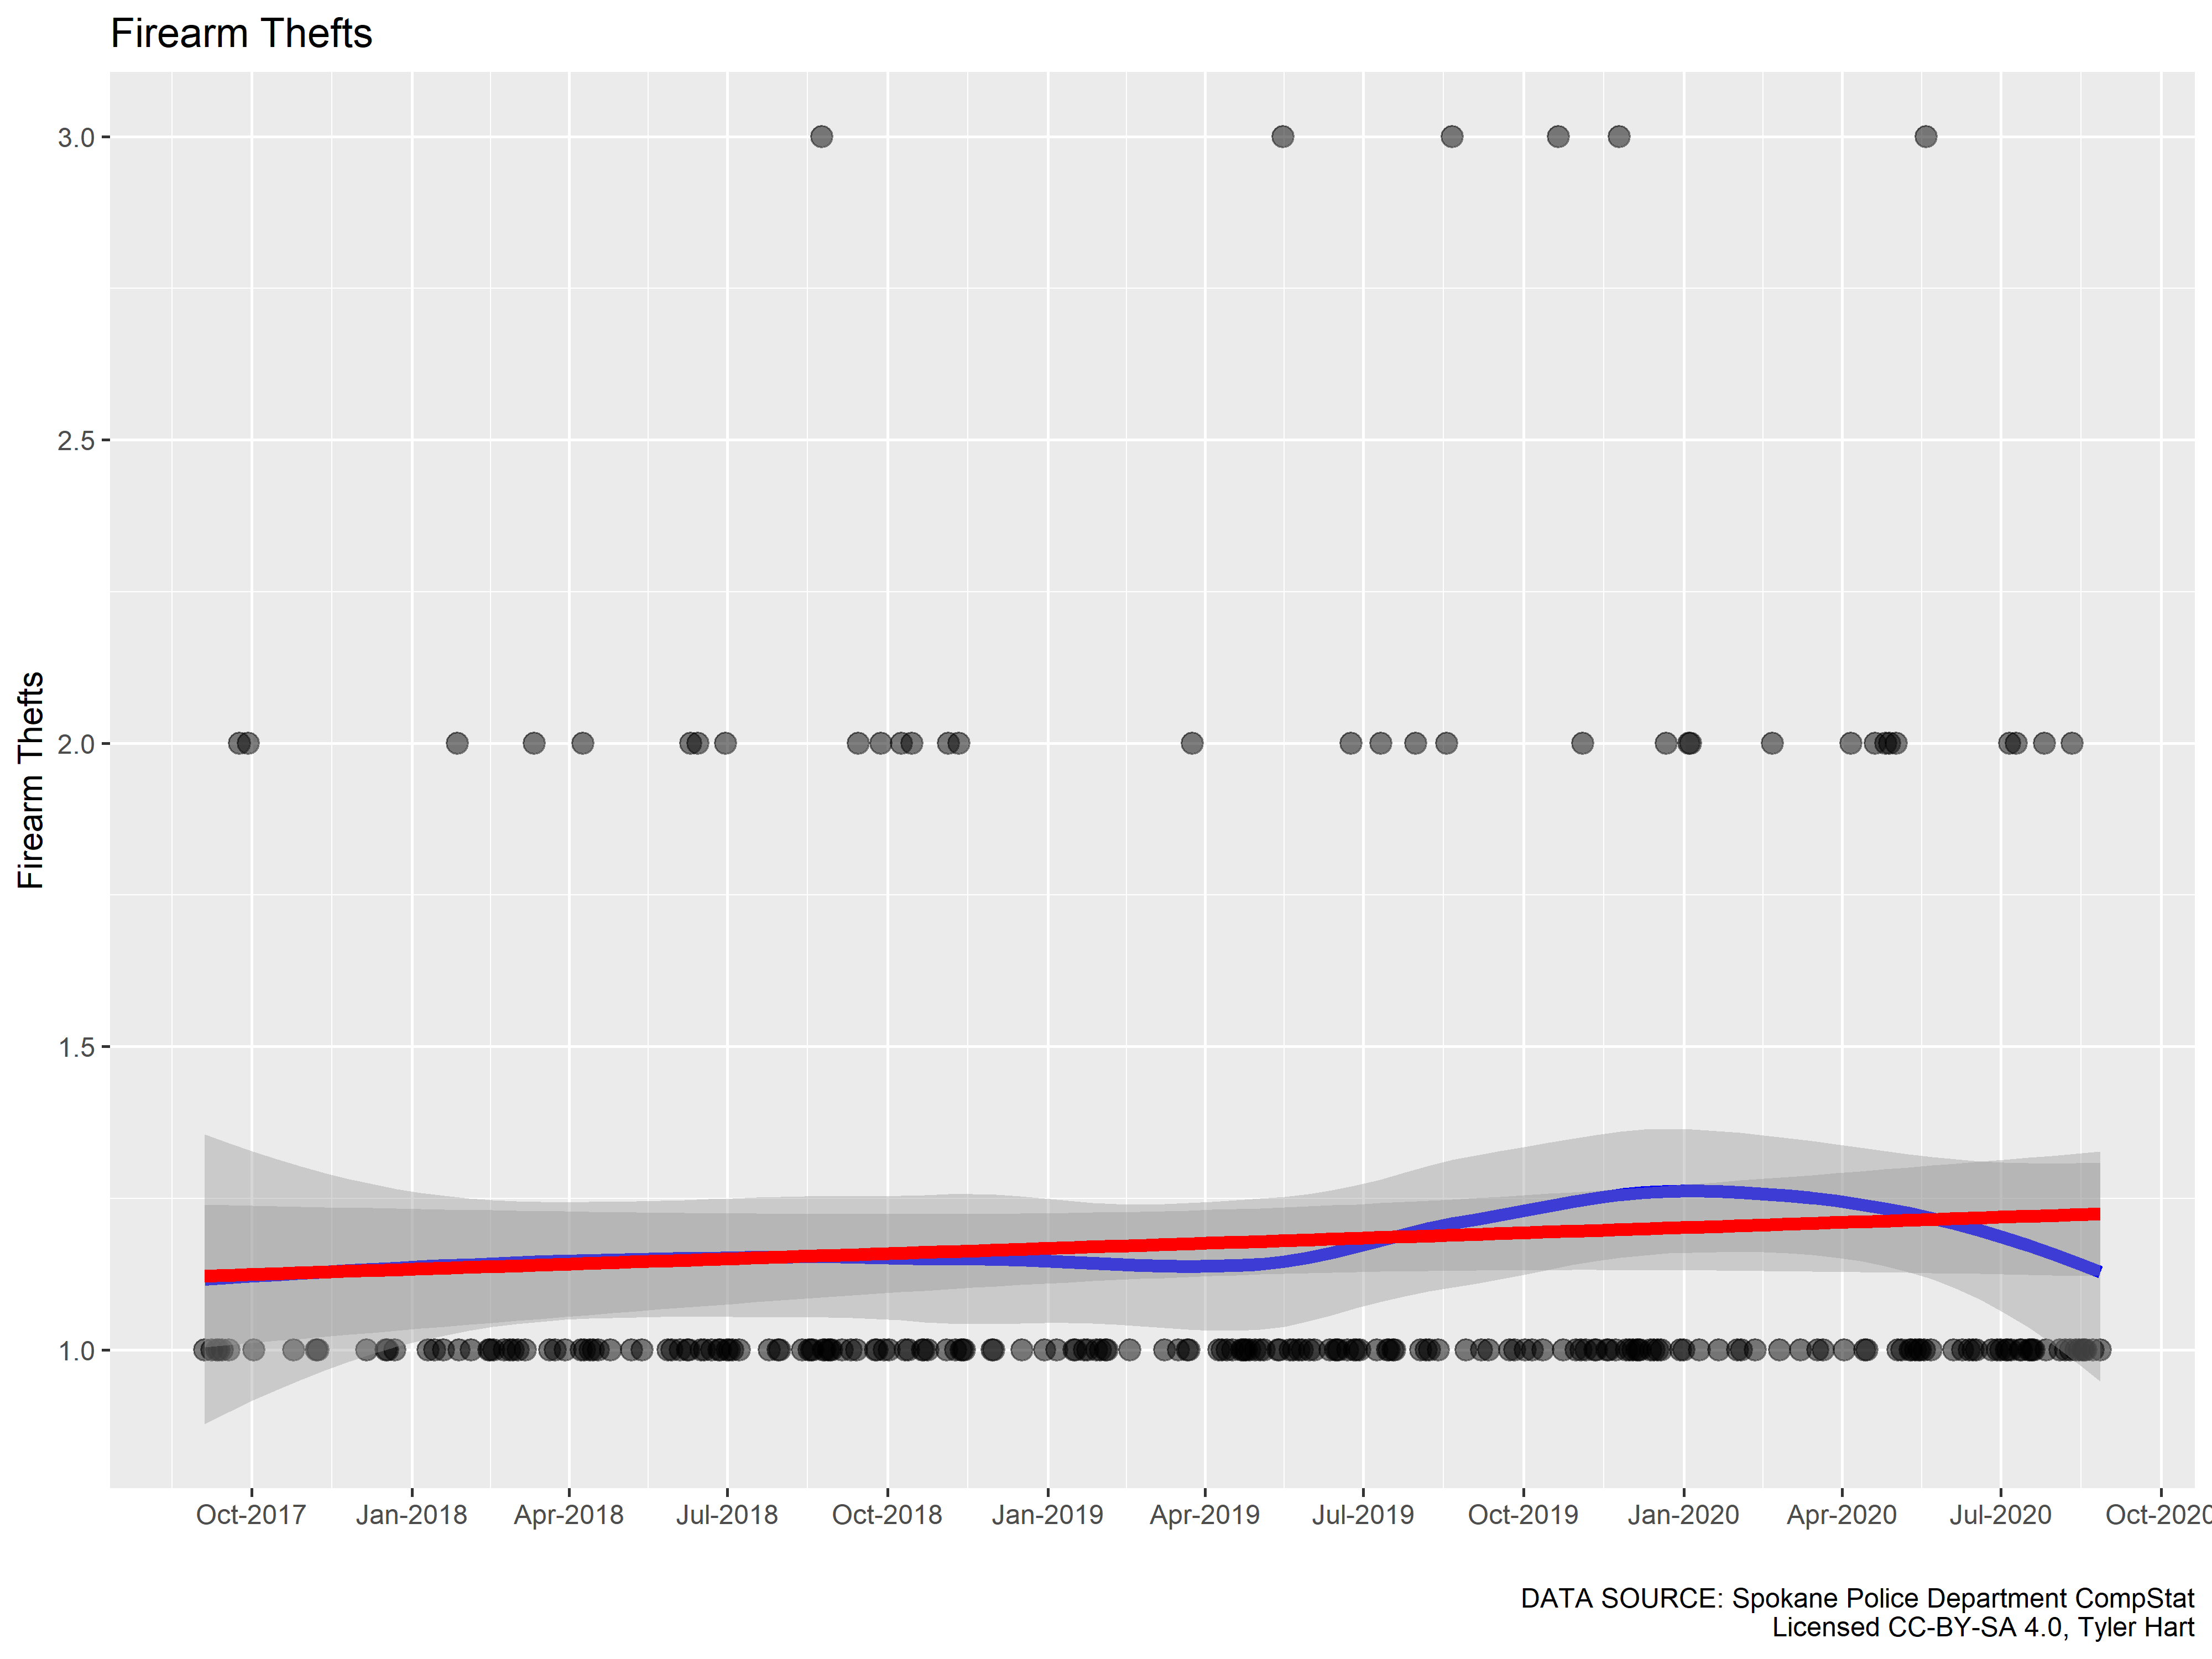 Firearm Thefts
3.0
2.5
2.0
1.5
1.0
Firearm Thefts
Oct-2017 Jan-2018 Apr-2018 Jul-2018 Oct-2018 Jan-2019 Apr-2019 Jul-2019 Oct-2019 Jan-2020 Apr-2020 Jul-2020 Oct-2020
DATA SOURCE: Spokane Police Department CompStat
Licensed CC-BY-SA 4.0, Tyler Hart